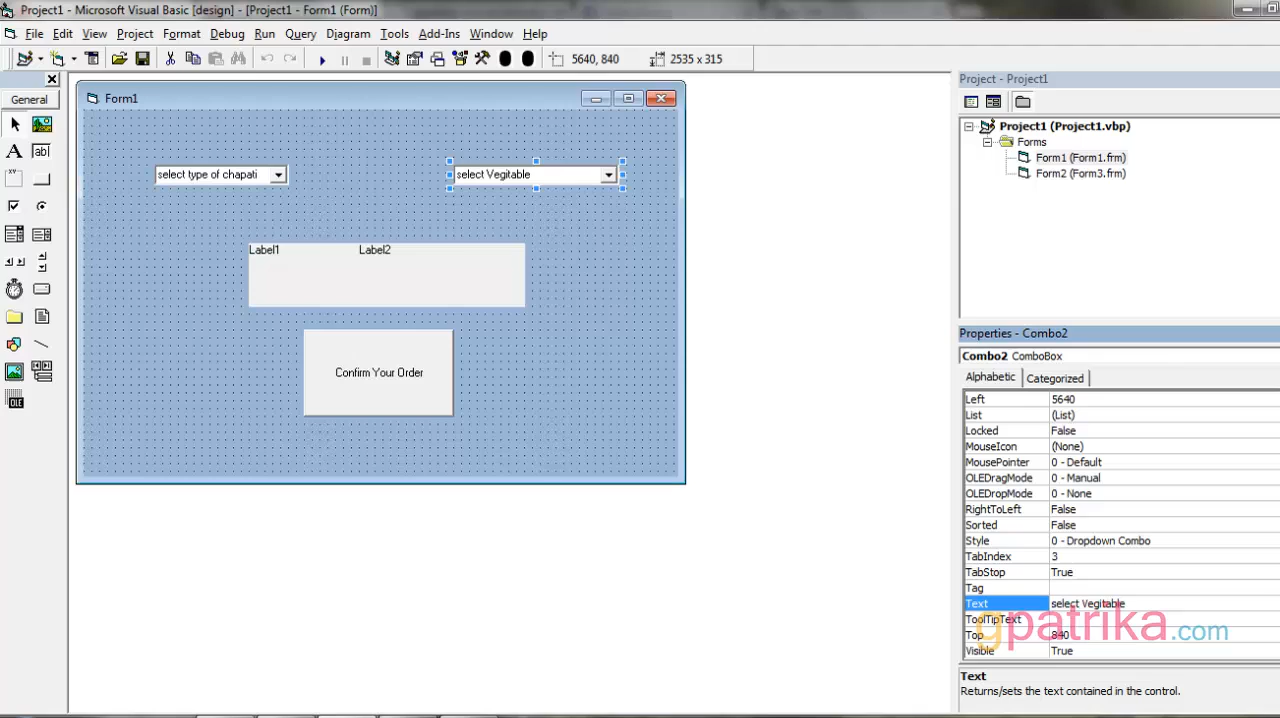 Project1 - Microsoft Visual Basic [design] - [Project1 - Form1 (Form)]
File Edit View Project Format Debug Run Query Diagram Tools Add-Ins Window Help
5640, 840 2535 x 315
General
Form1
select type of chapati
select Vegitable
Label1 Label2
Confirm Your Order
ab|
XY
OLE
Project - Project1
Project1 (Project1.vbp)
Forms
Form1 (Form1.frm)
Form2 (Form3.frm)
Properties - Combo2
Combo2 ComboBox
Alphabetic Categorized
Left 5640
List (List)
Locked False
MouseIcon (None)
MousePointer 0 - Default
OLEDragMode 0 - Manual
OLEDropMode 0 - None
RightToLeft False
Sorted False
Style 0 - Dropdown Combo
TabIndex 3
TabStop True
Tag
Text select Vegitable
ToolTipText
Top 840
Visible True
gpatrika.com
Text
Returns/sets the text contained in the control.